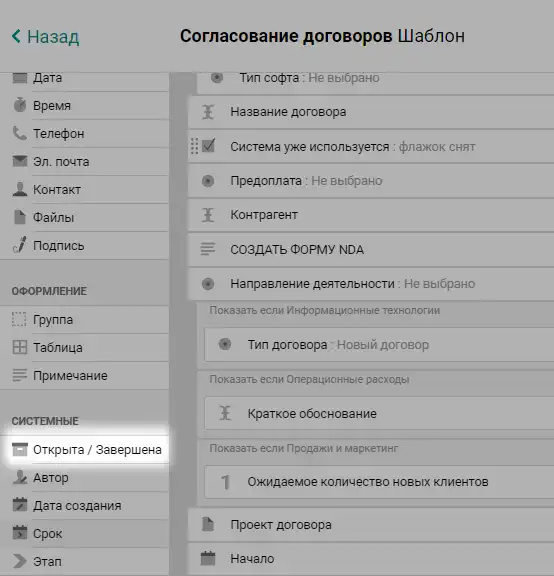 Назад
Согласование договоров Шаблон
Дата
Время
Телефон
Эл. почта
Контакт
Файлы
Подпись
ОФОРМЛЕНИЕ
Группа
Таблица
Примечание
СИСТЕМНЫЕ
Открыта / Завершена
Автор
Дата создания
Срок
Этап
Тип софта : Не выбрано
Название договора
Система уже используется : флажок снят
Предоплата : Не выбрано
Контрагент
СОЗДАТЬ ФОРМУ NDA
Направление деятельности : Не выбрано
Показать если Информационные технологии
Тип договора : Новый договор
Показать если Операционные расходы
Краткое обоснование
Показать если Продажи и маркетинг
Ожидаемое количество новых клиентов
Проект договора
Начало